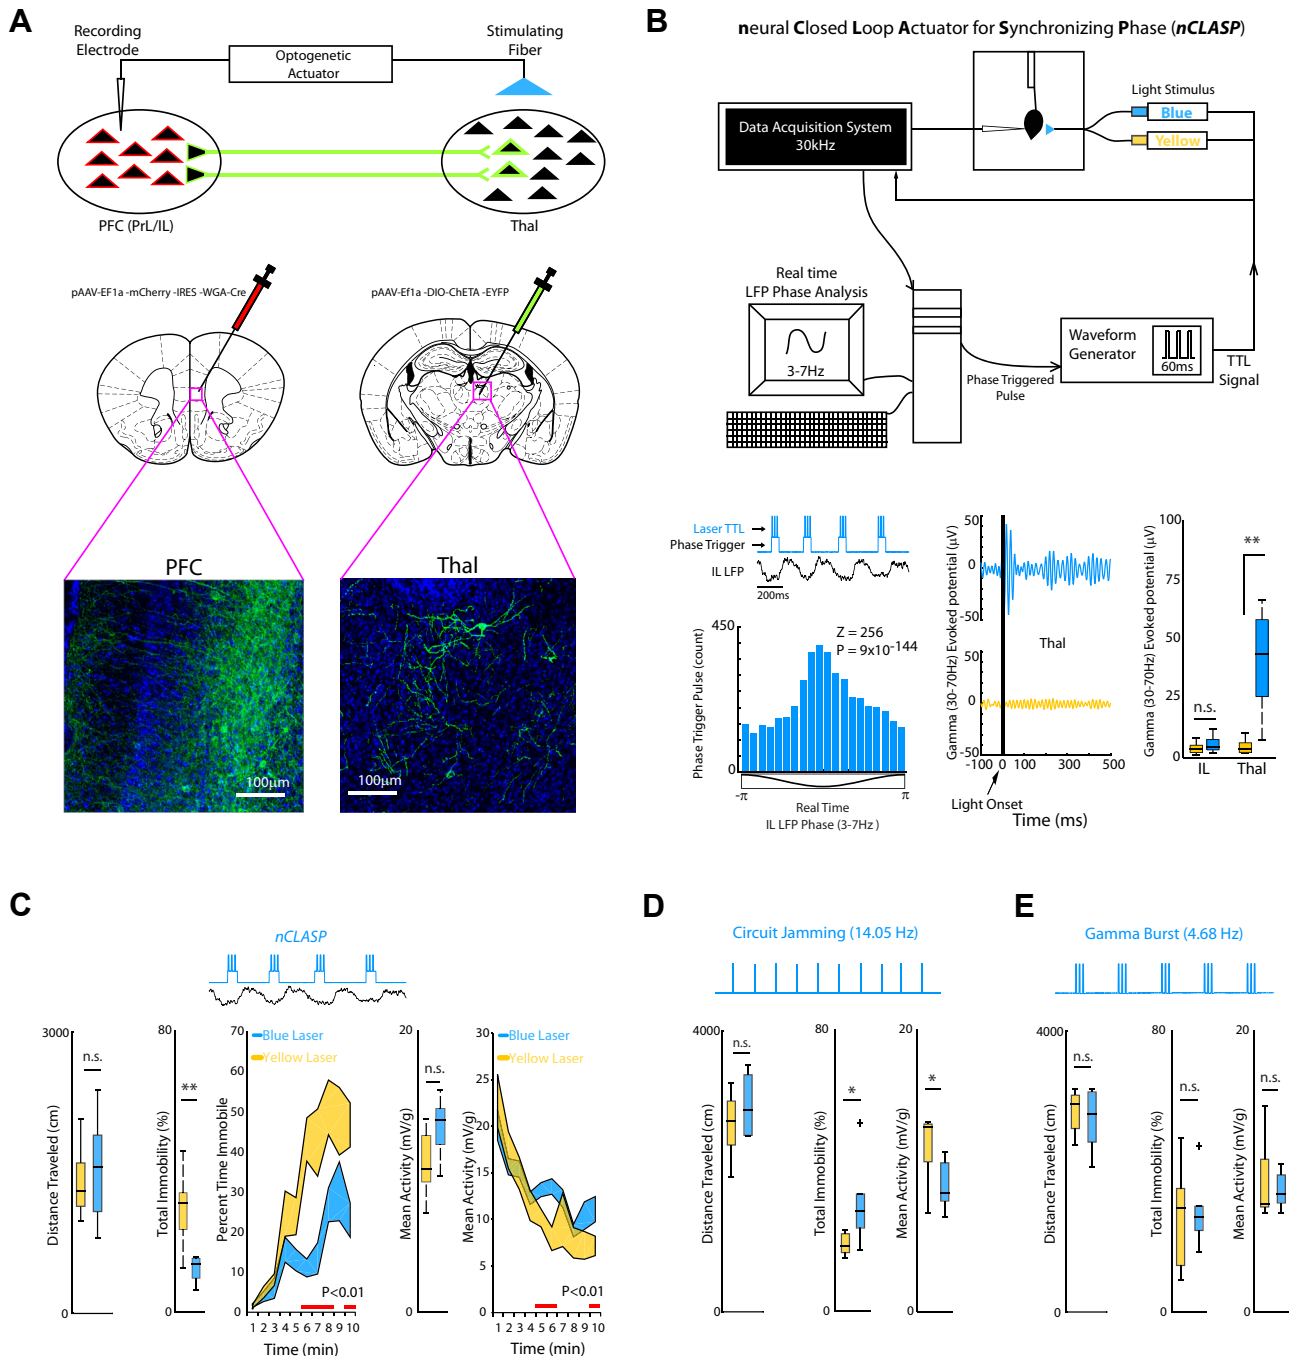 A
Recording
Electrode
Optogenetic
Actuator
Stimulating
Fiber
PFC (PrL/IL)
Thal
pAAV-EF1a -mCherry -IRES -WGA-Cre
pAAV-Ef1a -DIO-ChETA -EYFP
PFC
Thal
100μm
100μm
B
neural Closed Loop Actuator for Synchronizing Phase (nCLASP)
Data Acquisition System
30kHz
Light Stimulus
Blue
Yellow
Real time
LFP Phase Analysis
3-7Hz
Phase Triggered
Pulse
Waveform
Generator
60ms
TTL
Signal
Laser TTL
Phase Trigger
IL LFP
200ms
Phase Trigger Pulse (count)
450
0
Z = 256
P = 9x10-144
-π
π
Real Time
IL LFP Phase (3-7Hz )
Gamma (30-70Hz) Evoked potential (μV)
50
0
-50
Thal
50
0
-50
-100 0 100 300 500
Light Onset
Time (ms)
Gamma (30-70Hz) Evoked potential (μV)
100
75
50
25
0
n.s.
**
IL
Thal
C
nCLASP
Distance Traveled (cm)
3000
0
n.s.
Total Immobility (%)
80
0
**
Percent Time Immobile
70
60
50
40
30
20
10
0
Blue Laser
Yellow Laser
P<0.01
1 2 3 4 5 6 7 8 9 10
Time (min)
Mean Activity (mV/g)
20
0
n.s.
Mean Activity (mV/g)
30
25
20
15
10
5
0
Blue Laser
Yellow Laser
P<0.01
1 2 3 4 5 6 7 8 9 10
Time (min)
D
Circuit Jamming (14.05 Hz)
Distance Traveled (cm)
4000
0
n.s.
Total Immobility (%)
80
0
*
Mean Activity (mV/g)
20
0
*
E
Gamma Burst (4.68 Hz)
Distance Traveled (cm)
4000
0
n.s.
Total Immobility (%)
80
0
n.s.
Mean Activity (mV/g)
20
0
n.s.